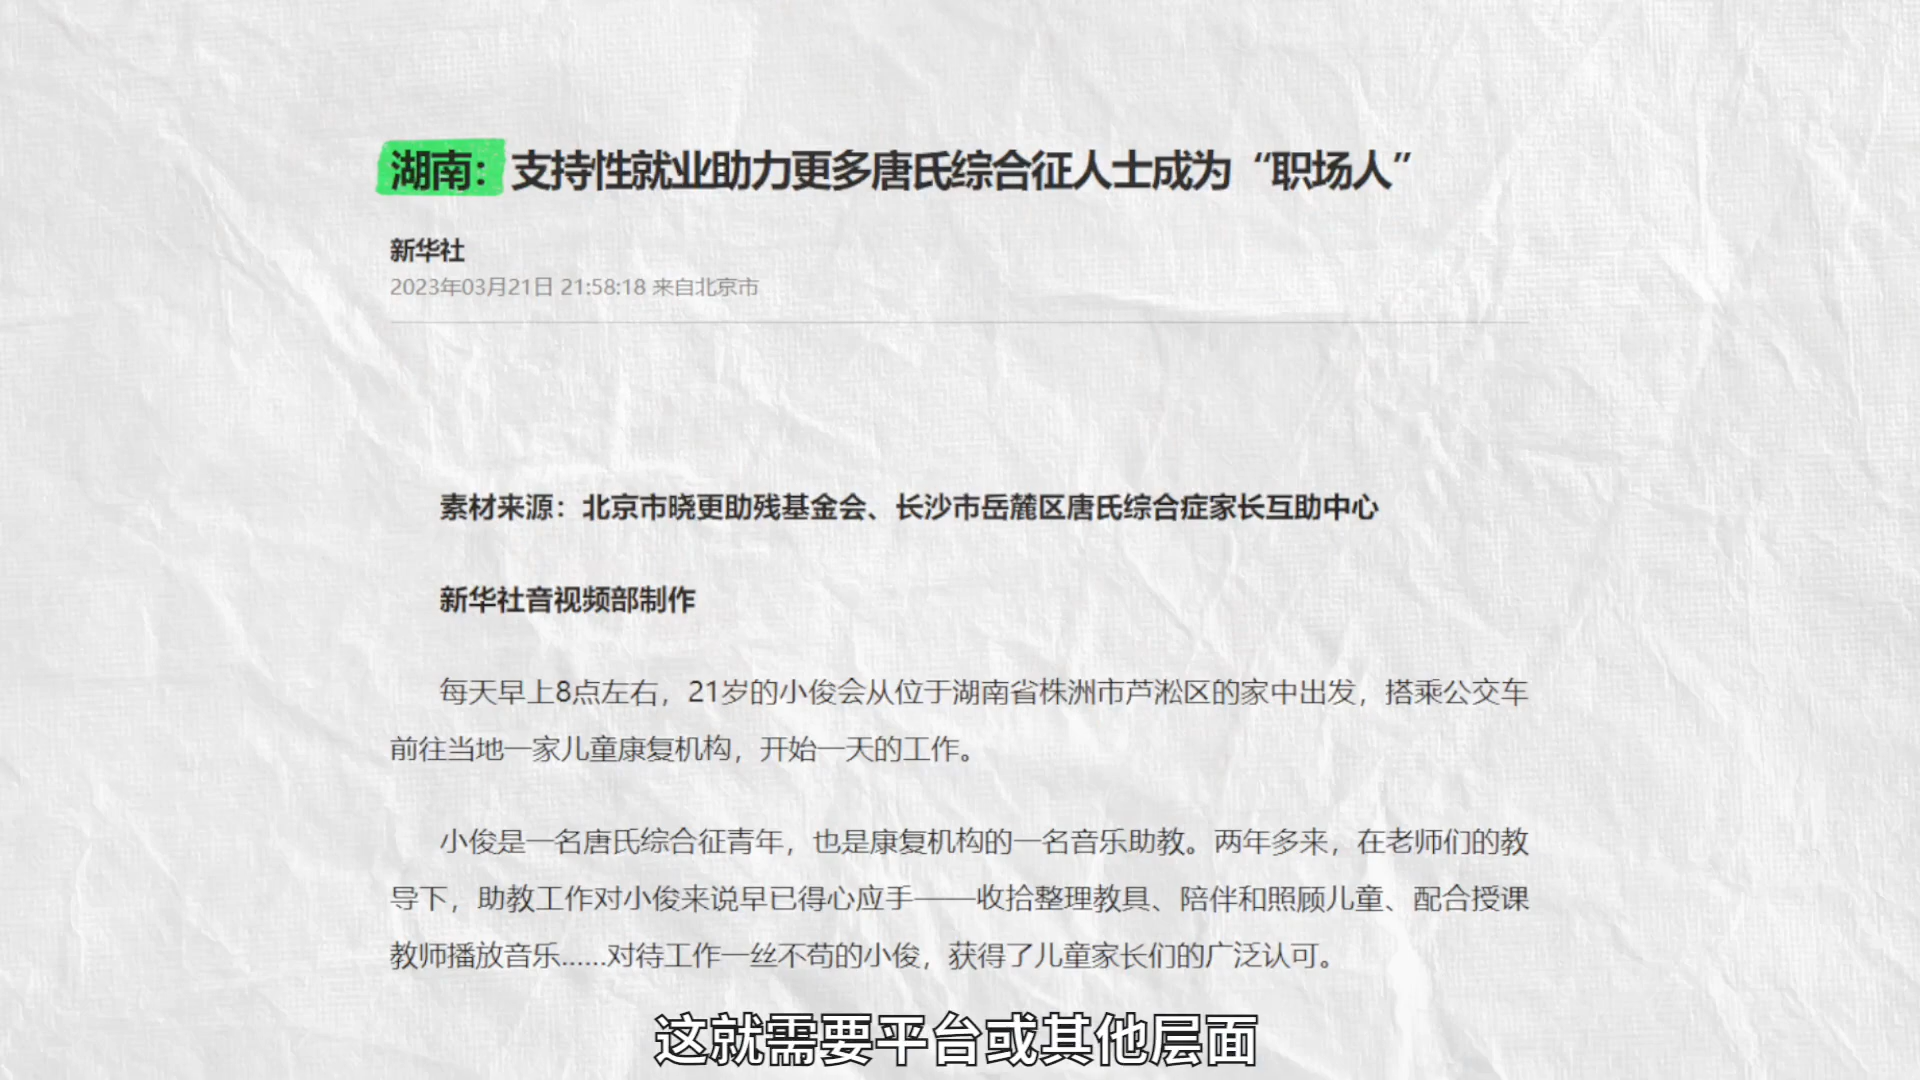 湖南：支持性就业助力更多唐氏综合征人士成为“职场人”
新华社
2023年03月21日 21:58:18 来自北京市
素材来源：北京市晓更助残基金会、长沙市岳麓区唐氏综合症家长互助中心
新华社音视频部制作
每天早上8点左右，21岁的小俊会从位于湖南省株洲市芦淞区的家中出发，搭乘公交车
前往当地一家儿童康复机构，开始一天的工作。
小俊是一名唐氏综合征青年，也是康复机构的一名音乐助教。两年多来，在老师们的教
导下，助教工作对小俊来说早已得心应手——收拾整理教具、陪伴和照顾儿童、配合授课
教师播放音乐......对待工作一丝不苟的小俊，获得了儿童家长们的广泛认可。
这就需要平台或其他层面